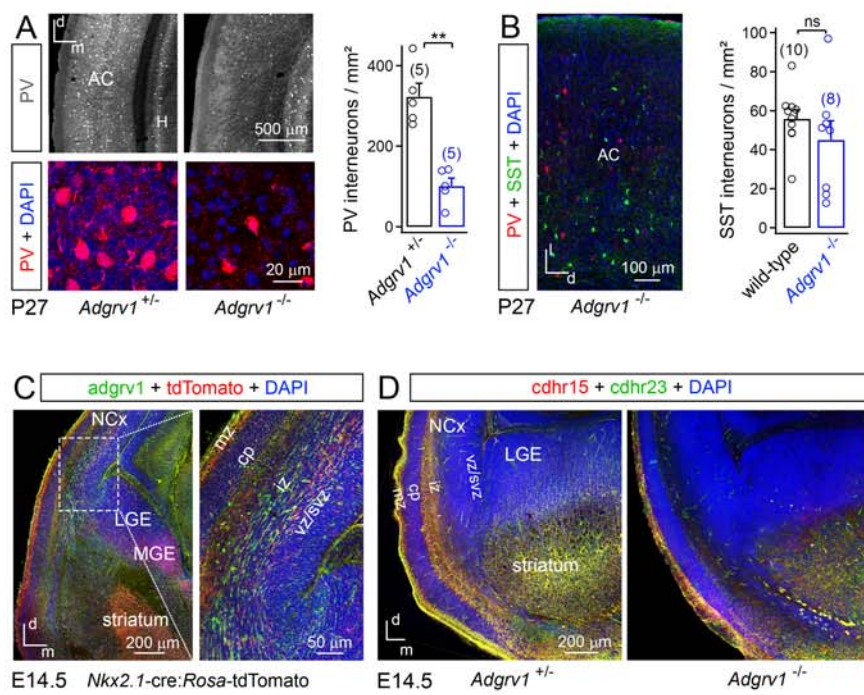 A
d
m
AC
H
PV
500 μm
PV + DAPI
20 μm
P27
Adgrv1 +/-
Adgrv1 -/-
PV interneurons / mm²
400
200
0
**
(5)
(5)
Adgrv1 +/-
Adgrv1 -/-
B
PV + SST + DAPI
AC
L
d
100 μm
P27
Adgrv1 -/-
SST interneurons / mm²
100
80
60
40
20
0
ns
(10)
(8)
wild-type
Adgrv1 -/-
C
adgrv1 + tdTomato + DAPI
NCx
LGE
MGE
striatum
d
m
200 μm
mz
cp
iz
vz/svz
50 μm
E14.5 Nkx2.1-cre:Rosa-tdTomato
D
cdhr15 + cdhr23 + DAPI
NCx
LGE
vz/svz
iz
cp
mz
striatum
d
m
200 μm
E14.5
Adgrv1 +/-
Adgrv1 -/-